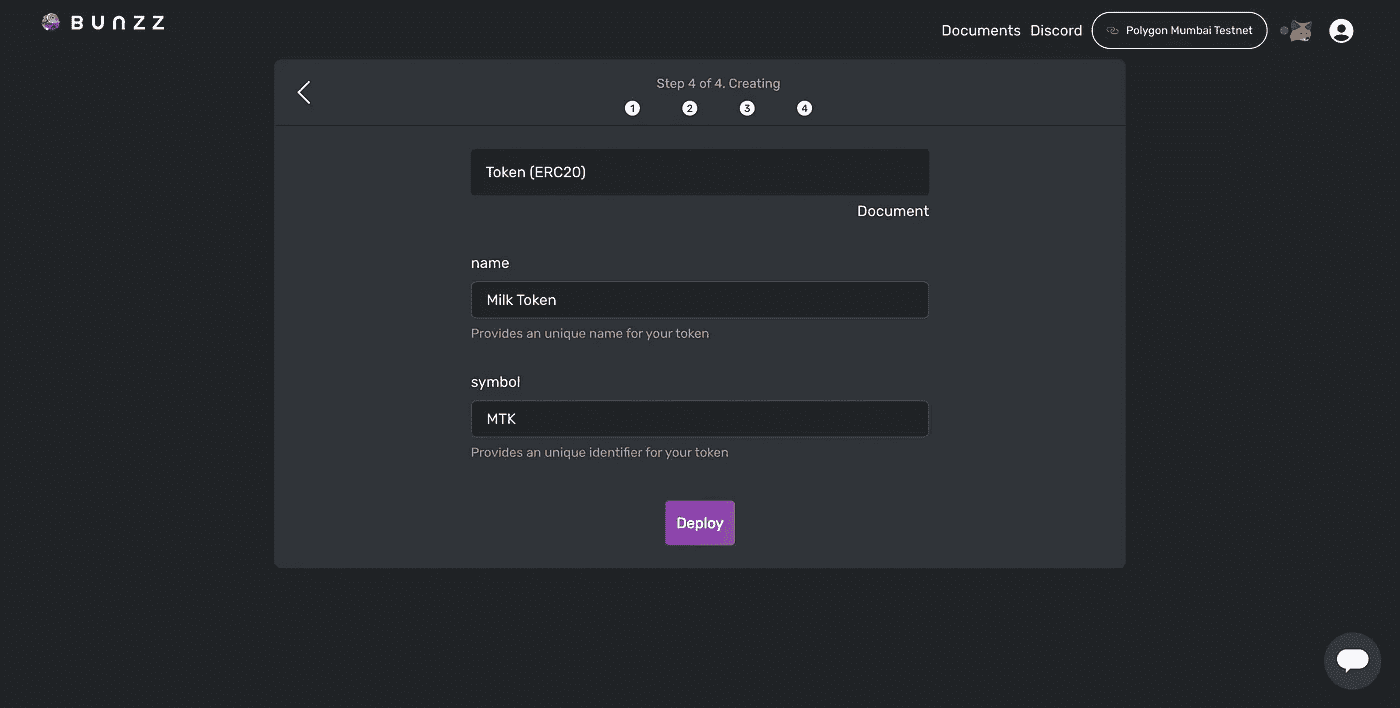 BUNZZ
Documents Discord Polygon Mumbai Testnet
Step 4 of 4. Creating
1 2 3 4
Token (ERC20)
Document
name
Milk Token
Provides an unique name for your token
symbol
MTK
Provides an unique identifier for your token
Deploy